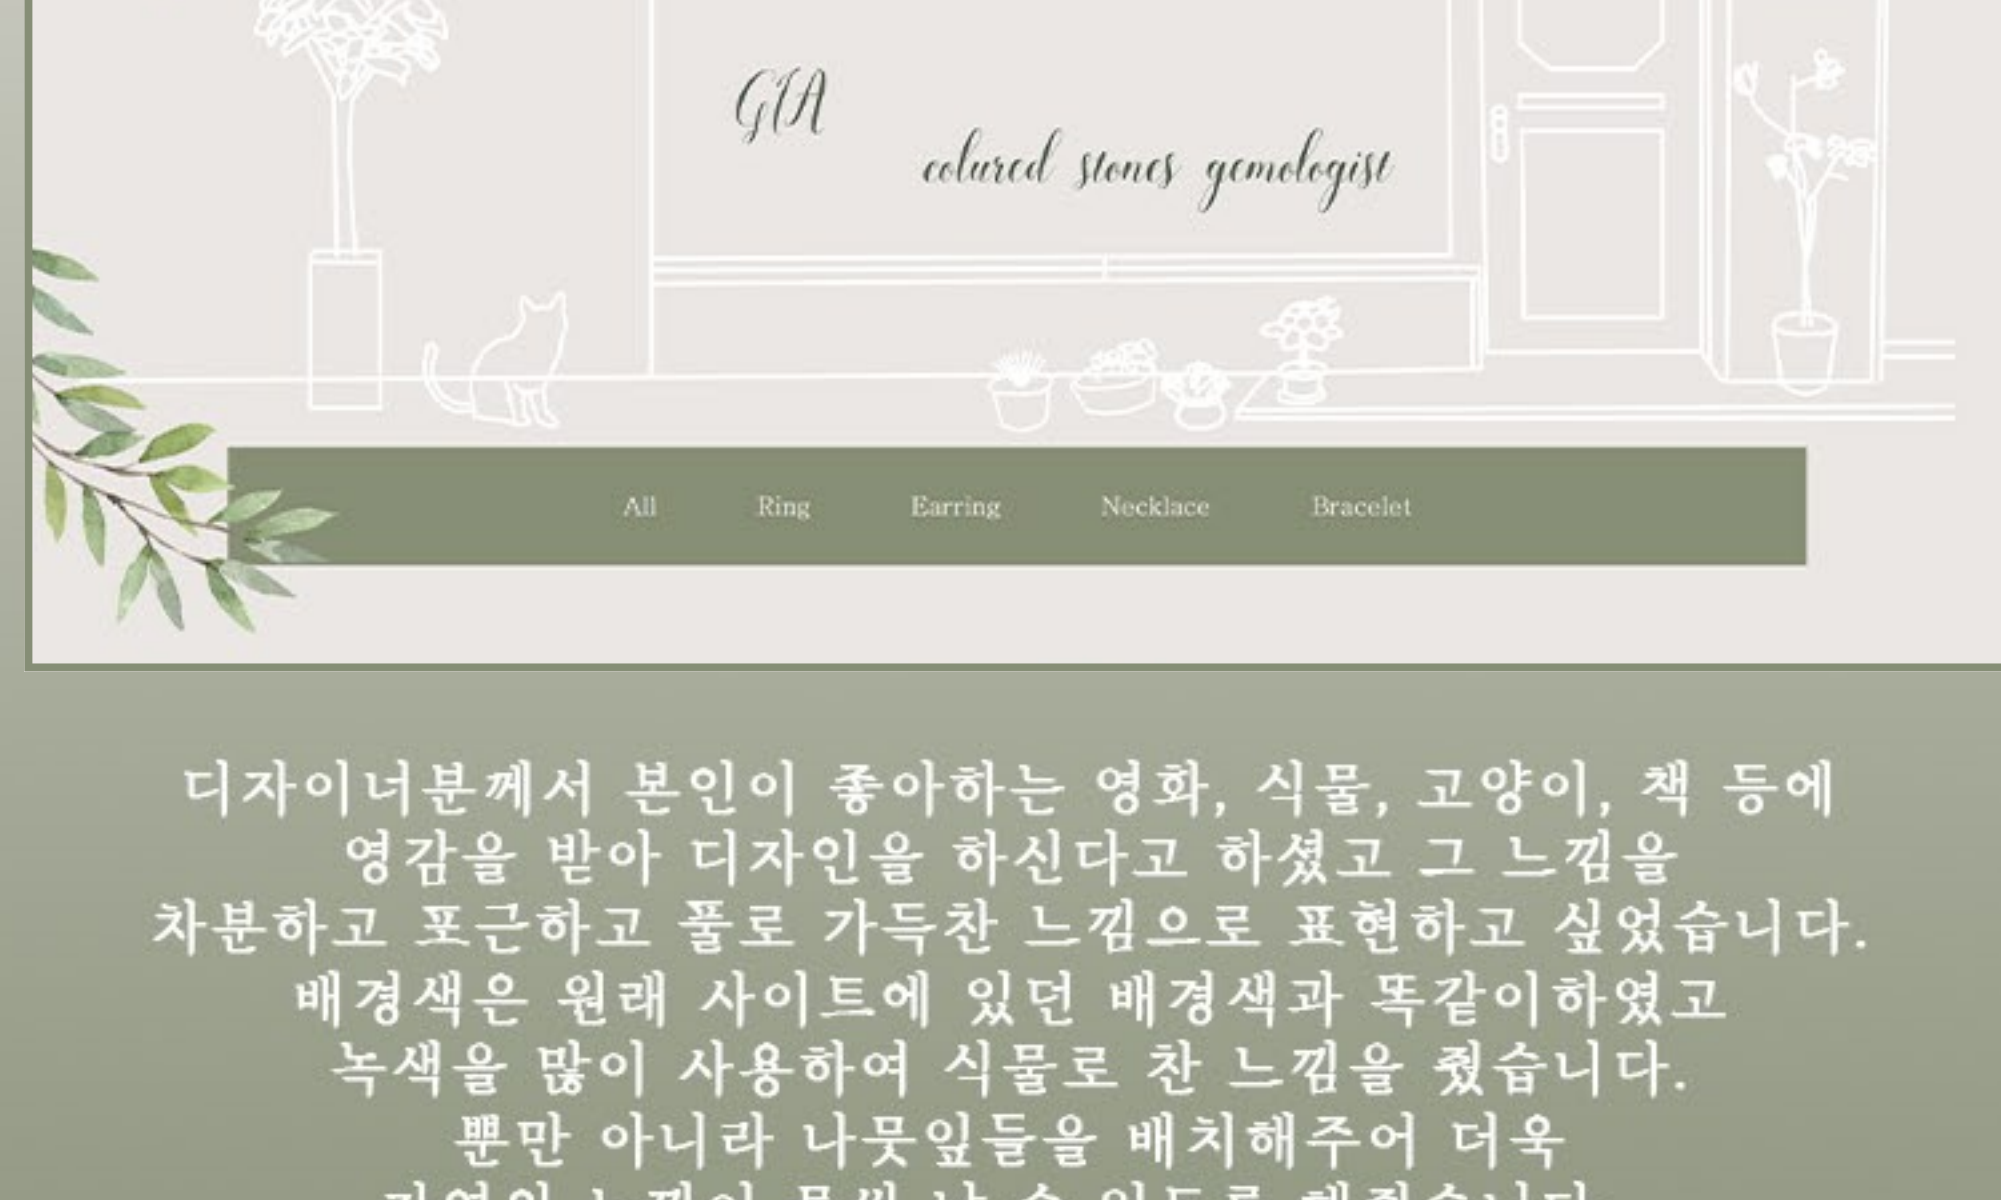 GIA
colured stones gemologist
All Ring Earring Necklace Bracelet
디자이너분께서 본인이 좋아하는 영화, 식물, 고양이, 책 등에
영감을 받아 디자인을 하신다고 하셨고 그 느낌을
차분하고 포근하고 풀로 가득찬 느낌으로 표현하고 싶었습니다.
배경색은 원래 사이트에 있던 배경색과 똑같이하였고
녹색을 많이 사용하여 식물로 찬 느낌을 줬습니다.
뿐만 아니라 나뭇잎들을 배치해주어 더욱